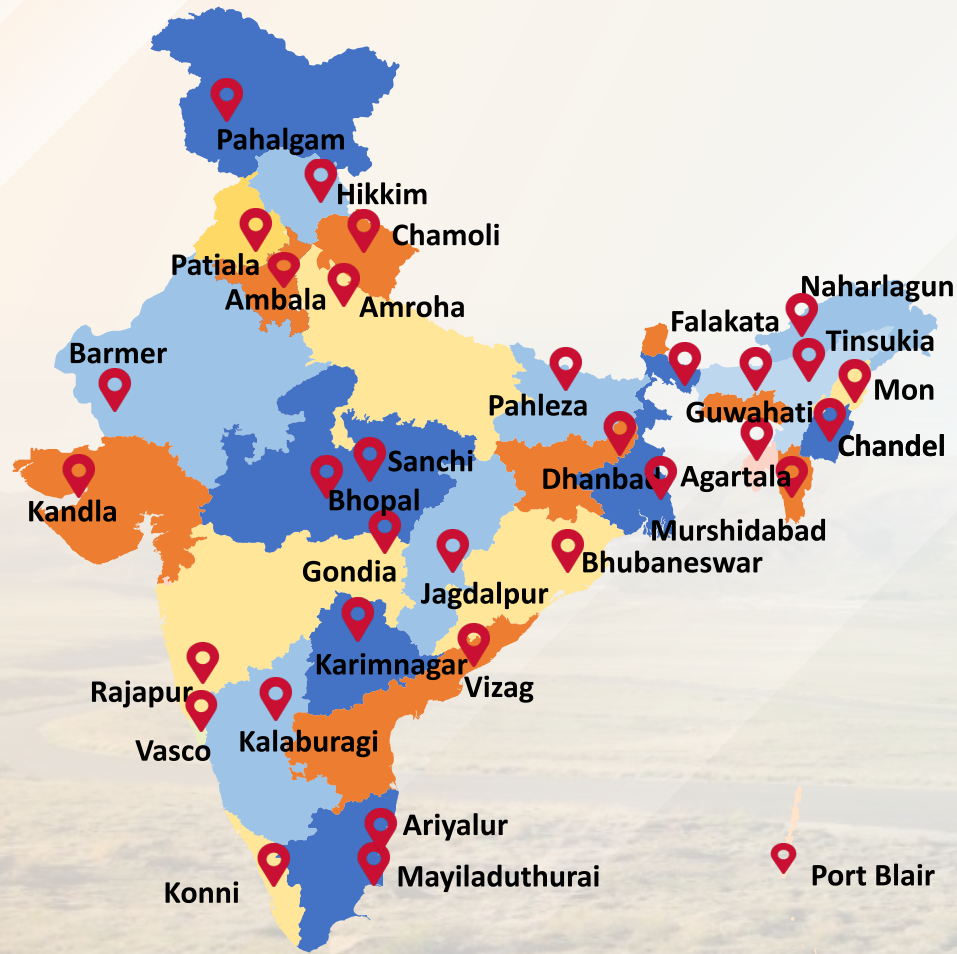 Pahalgam
Hikkim
Chamoli
Patiala
Ambala
Amroha
Naharlagun
Falakata
Tinsukia
Barmer
Mon
Pahleza
Guwahati
Chandel
Sanchi
Dhanbad
Agartala
Bhopal
Kandla
Murshidabad
Bhubaneswar
Gondia
Jagdalpur
Karimnagar
Vizag
Rajapur
Kalaburagi
Vasco
Ariyalur
Mayiladuthurai
Port Blair
Konni